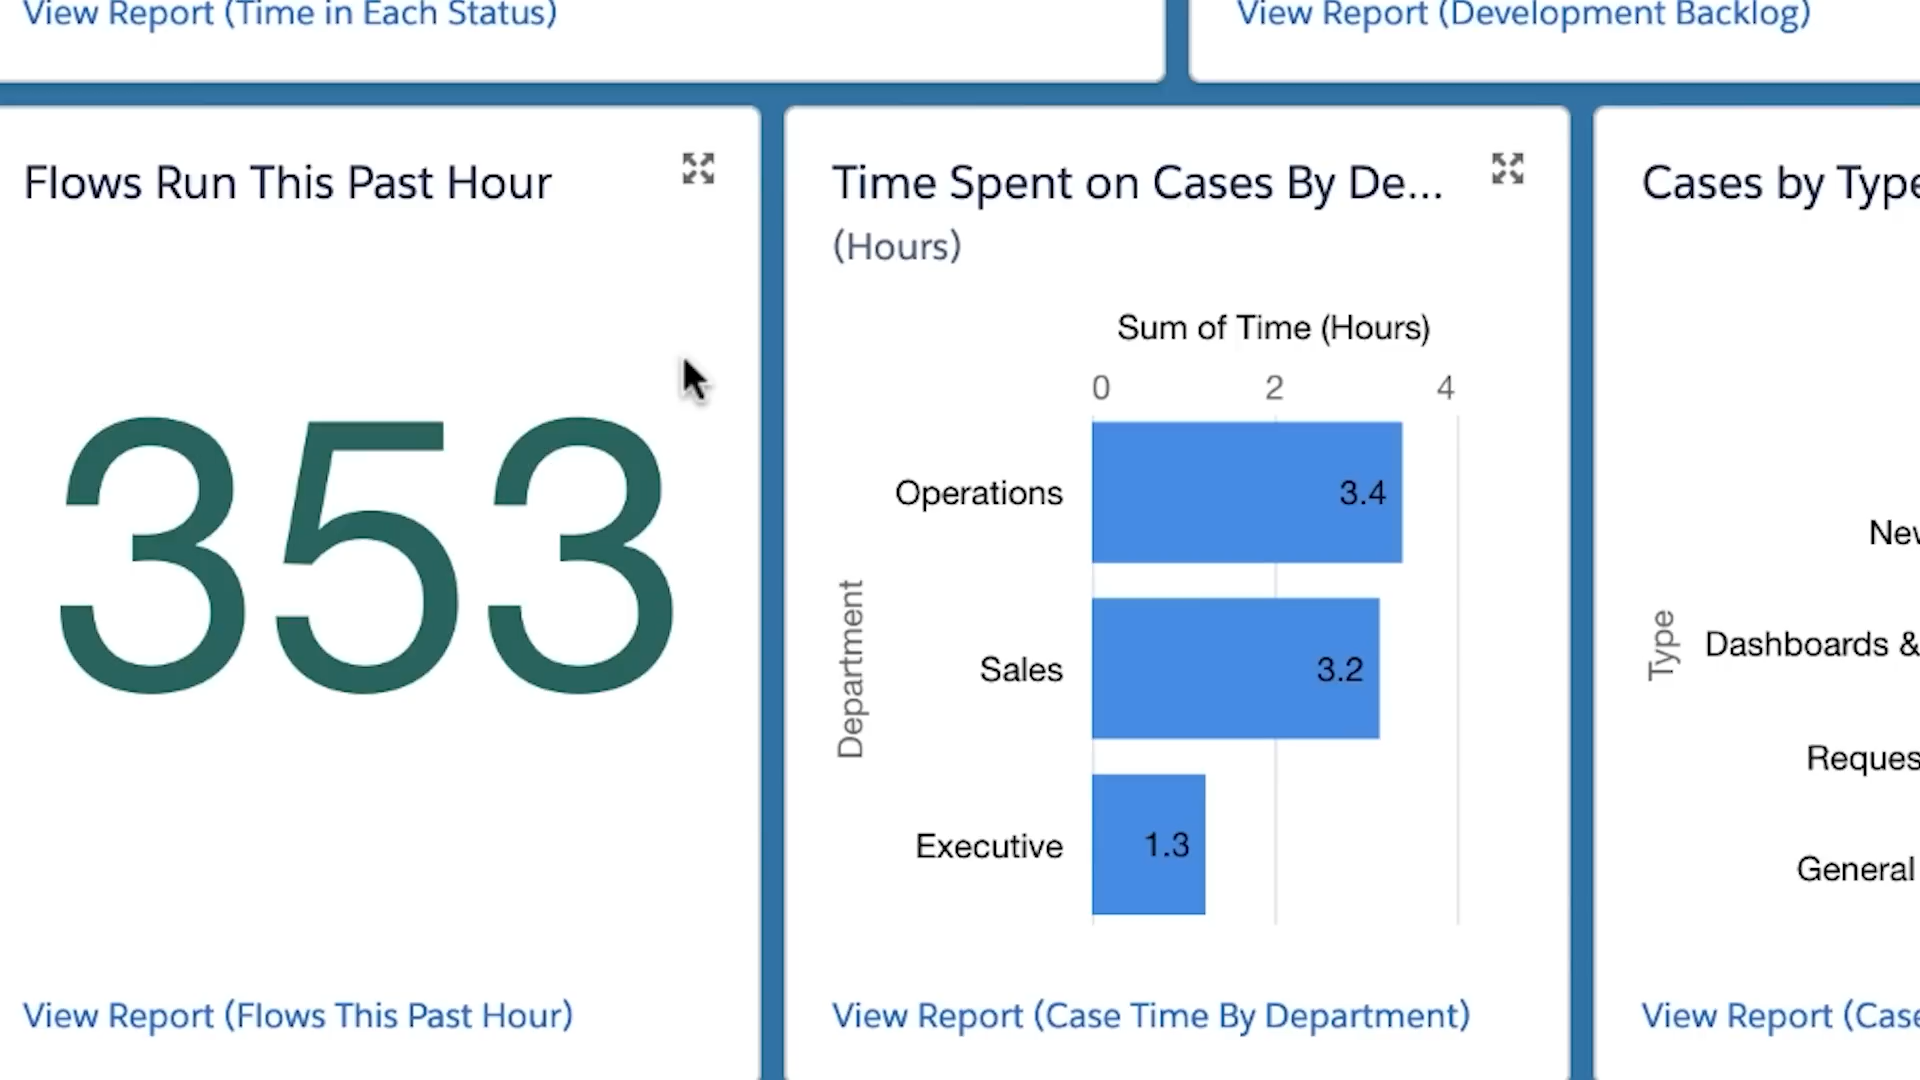 View Report (Time in Each Status)
View Report (Development Backlog)
Flows Run This Past Hour
353
View Report (Flows This Past Hour)
Time Spent on Cases By De...
(Hours)
Sum of Time (Hours)
0 2 4
Department
Operations 3.4
Sales 3.2
Executive 1.3
View Report (Case Time By Department)
Cases by Type
Type
Dashboards &
General
View Report (Case